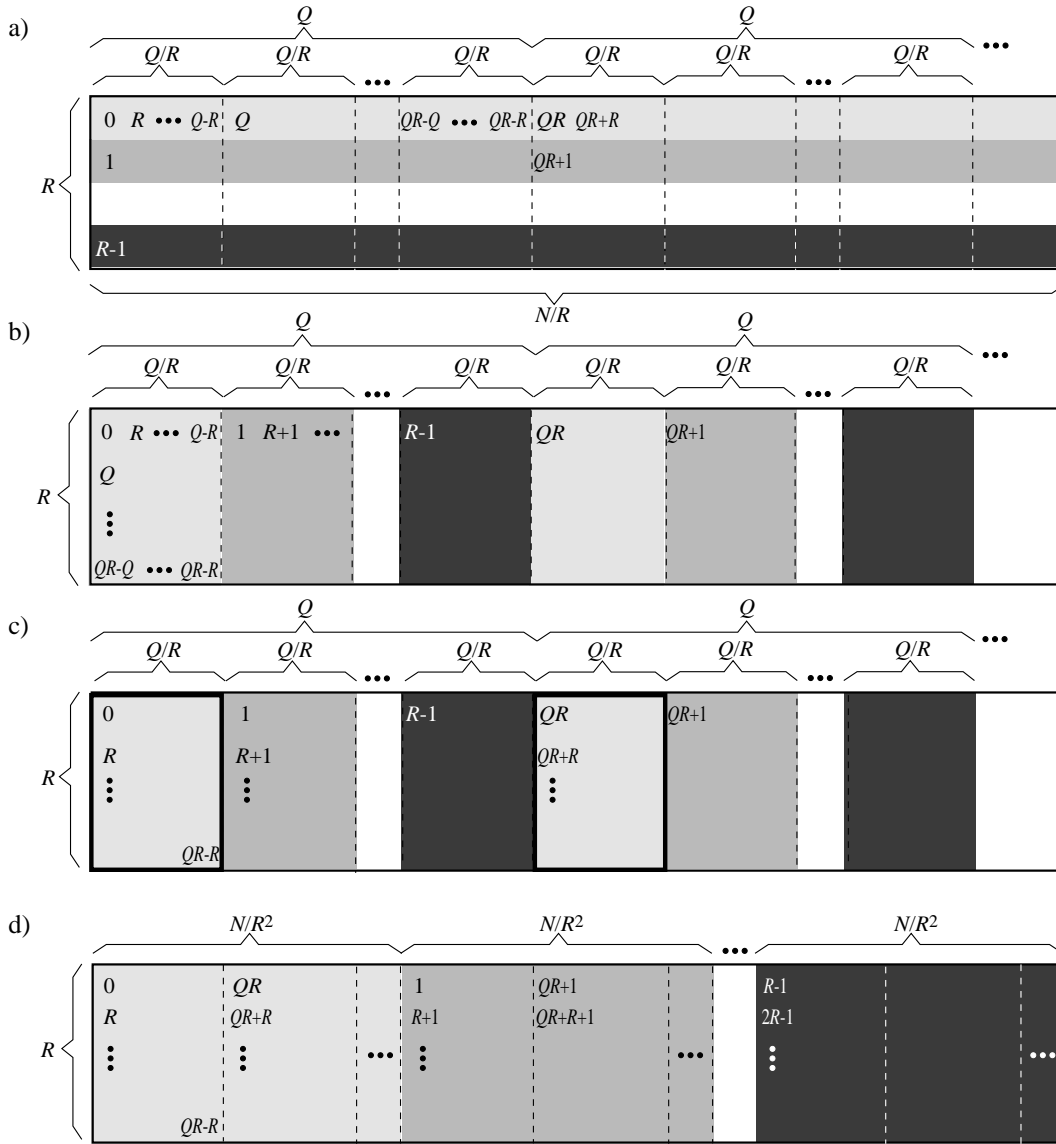 a) Q Q
Q/R Q/R ••• Q/R Q/R Q/R ••• Q/R •••
0 R ••• Q-R Q QR-Q ••• QR-R QR QR+R
1 QR+1
R
R-1
N/R
b) Q Q
Q/R Q/R ••• Q/R Q/R Q/R ••• Q/R •••
0 R ••• Q-R 1 R+1 ••• R-1 QR QR+1
Q
R
QR-Q ••• QR-R
c) Q Q
Q/R Q/R ••• Q/R Q/R Q/R ••• Q/R •••
0 1 R-1 QR QR+1
R R+1 QR+R
R
QR-R
d) N/R² N/R² ••• N/R²
0 QR 1 QR+1 R-1
R QR+R R+1 QR+R+1 2R-1
R ••• ••• •••
QR-R